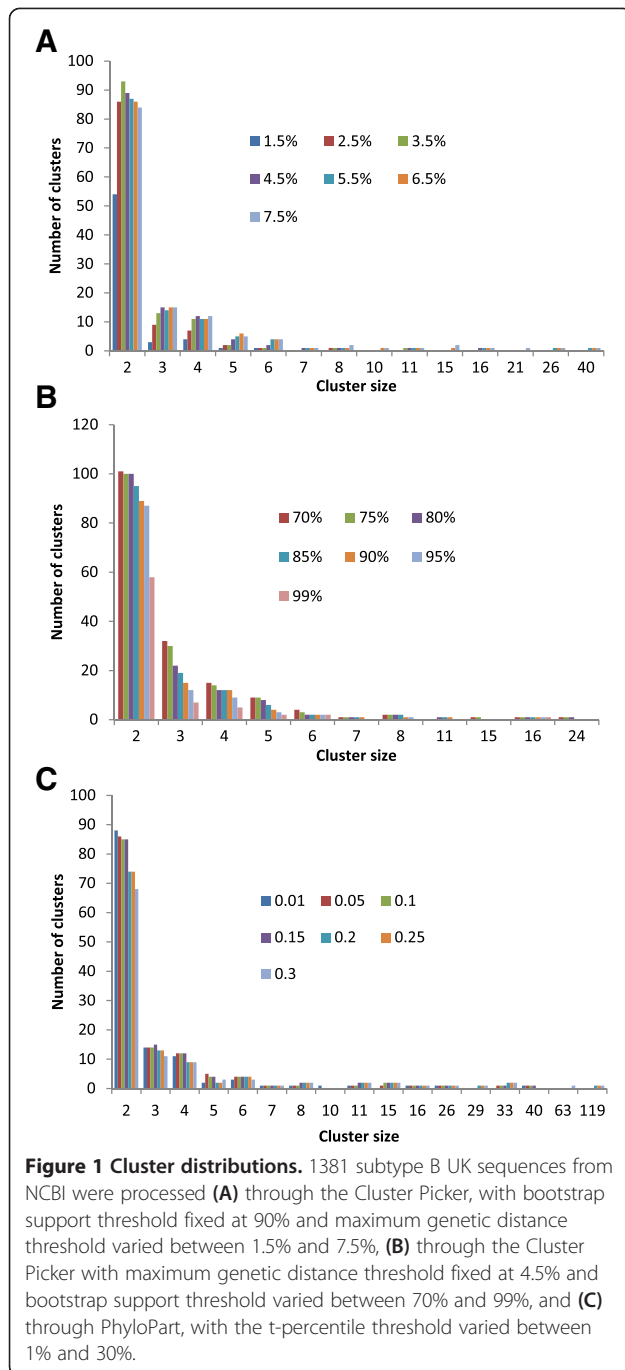 A
100
90
80
70
60
50
40
30
20
10
0
Number of clusters
1.5% 2.5% 3.5%
4.5% 5.5% 6.5%
7.5%
2 3 4 5 6 7 8 10 11 15 16 21 26 40
Cluster size
B
120
100
80
60
40
20
0
Number of clusters
70% 75% 80%
85% 90% 95%
99%
2 3 4 5 6 7 8 11 15 16 24
Cluster size
C
100
90
80
70
60
50
40
30
20
10
0
Number of clusters
0.01 0.05 0.1
0.15 0.2 0.25
0.3
2 3 4 5 6 7 8 10 11 15 16 26 29 33 40 63 119
Cluster size
Figure 1 Cluster distributions. 1381 subtype B UK sequences from
NCBI were processed (A) through the Cluster Picker, with bootstrap
support threshold fixed at 90% and maximum genetic distance
threshold varied between 1.5% and 7.5%, (B) through the Cluster
Picker with maximum genetic distance threshold fixed at 4.5% and
bootstrap support threshold varied between 70% and 99%, and (C)
through PhyloPart, with the t-percentile threshold varied between
1% and 30%.